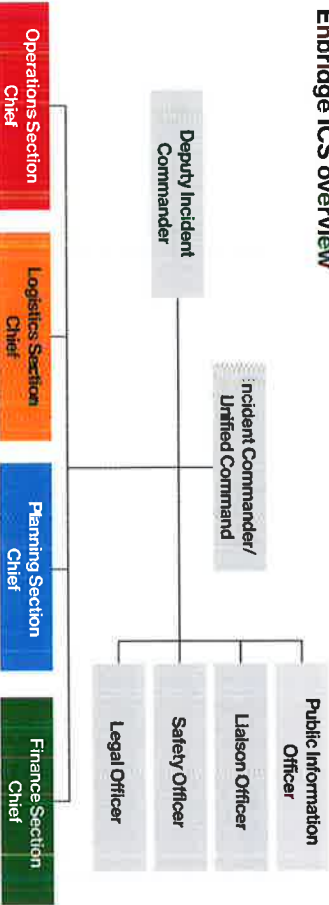 Enbridge ICS overview
Incident Commander/
Unified Command
Deputy Incident
Commander
Public Information
Officer
Liaison Officer
Safety Officer
Legal Officer
Operations Section
Chief
Logistics Section
Chief
Planning Section
Chief
Finance Section
Chief